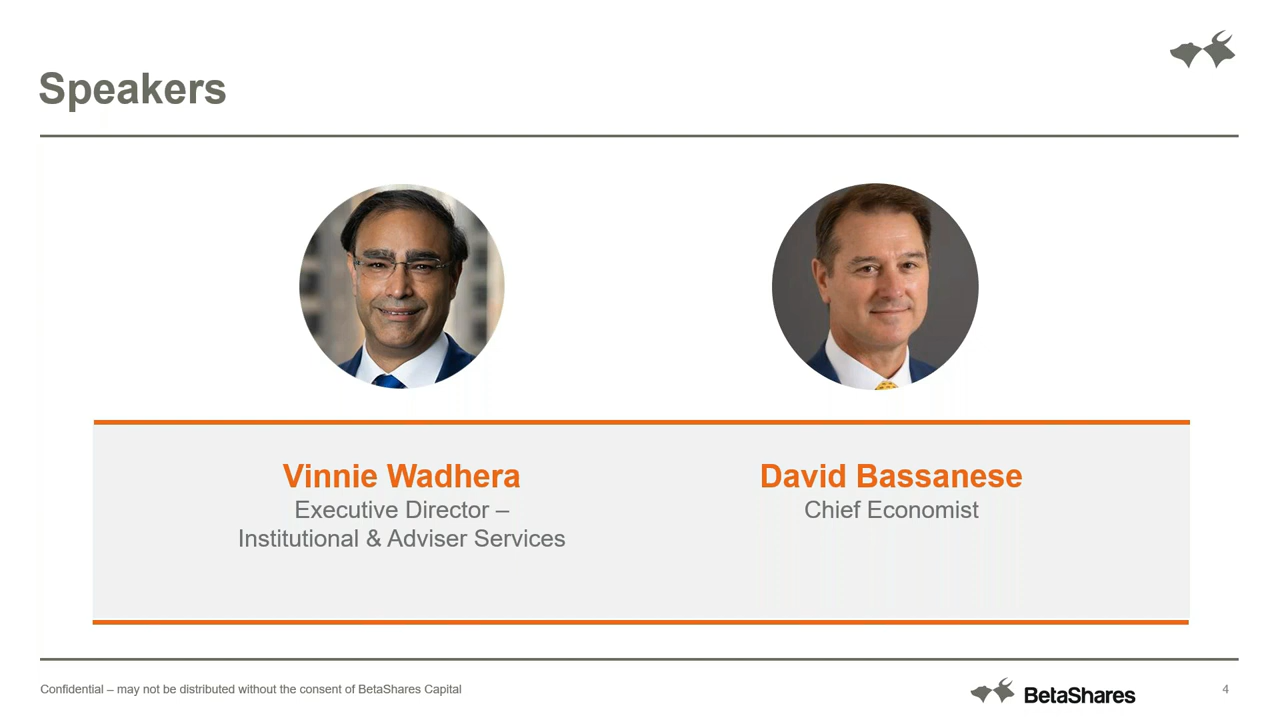 Speakers
Vinnie Wadhera
Executive Director –
Institutional & Adviser Services
David Bassanese
Chief Economist
Confidential – may not be distributed without the consent of BetaShares Capital
BetaShares
4